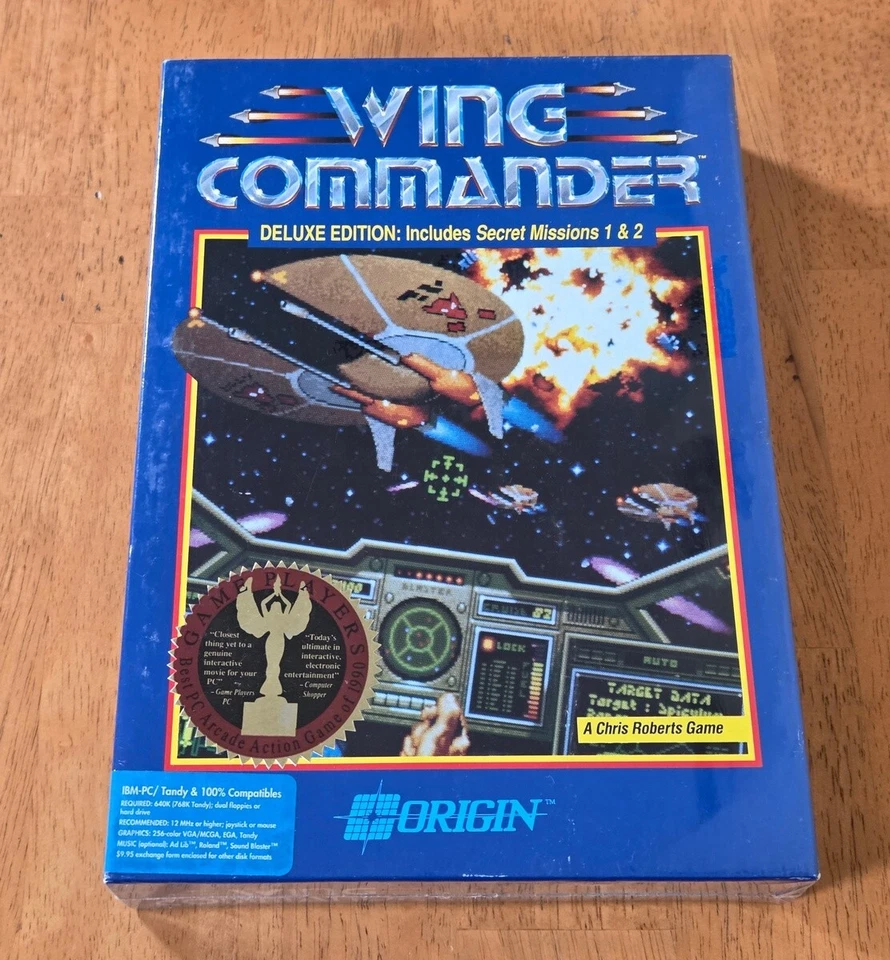 WING
COMMANDER™
DELUXE EDITION: Includes Secret Missions 1 & 2
BLASTER
LOCK
AUTO
TARGET DATA
Target :
GAME PLAYERS
"Closest
thing yet to a
genuine
interactive
movie for your
PC"
– Game Players
PC
"Today's
ultimate in
interactive,
electronic
entertainment"
– Computer
Shopper
Best PC Arcade Action Game of 1990
A Chris Roberts Game
IBM-PC/ Tandy & 100% Compatibles
REQUIRED: 640K (768K Tandy); dual floppies or
hard drive
RECOMMENDED: 12 MHz or higher; joystick or mouse
GRAPHICS: 256-color VGA/MCGA, EGA, Tandy
MUSIC (optional): Ad Lib™, Roland™, Sound Blaster™
$9.95 exchange form enclosed for other disk formats
ORIGIN™